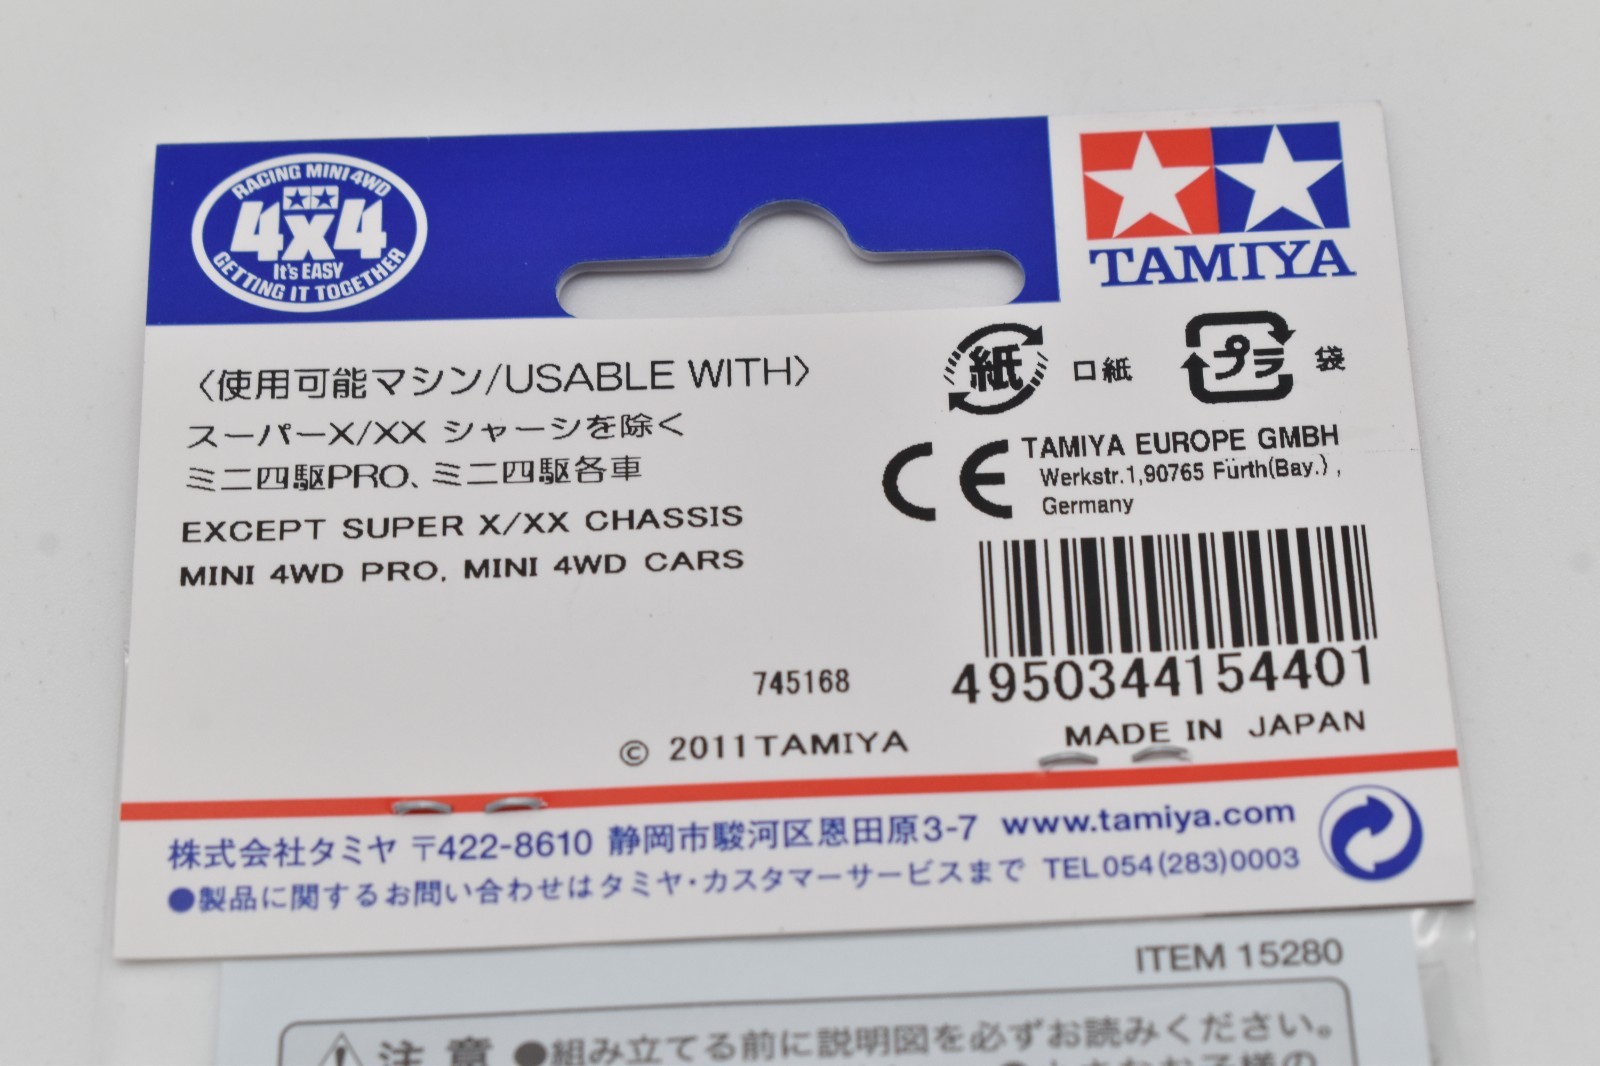 RACING MINI 4WD
4x4
It's EASY
GETTING IT TOGETHER
TAMIYA
〈使用可能マシン/USABLE WITH〉
スーパーX/XX シャーシを除く
ミニ四駆PRO、ミニ四駆各車
EXCEPT SUPER X/XX CHASSIS
MINI 4WD PRO, MINI 4WD CARS
紙 口紙 プラ 袋
CE TAMIYA EUROPE GMBH
Werkstr.1,90765 Fürth(Bay.),
Germany
745168
4950344154401
© 2011 TAMIYA
MADE IN JAPAN
株式会社タミヤ 〒422-8610 静岡市駿河区恩田原3-7 www.tamiya.com
●製品に関するお問い合わせはタミヤ・カスタマーサービスまで TEL054(283)0003
ITEM 15280
注意 ●組み立てる前に説明図を必ずお読みください。